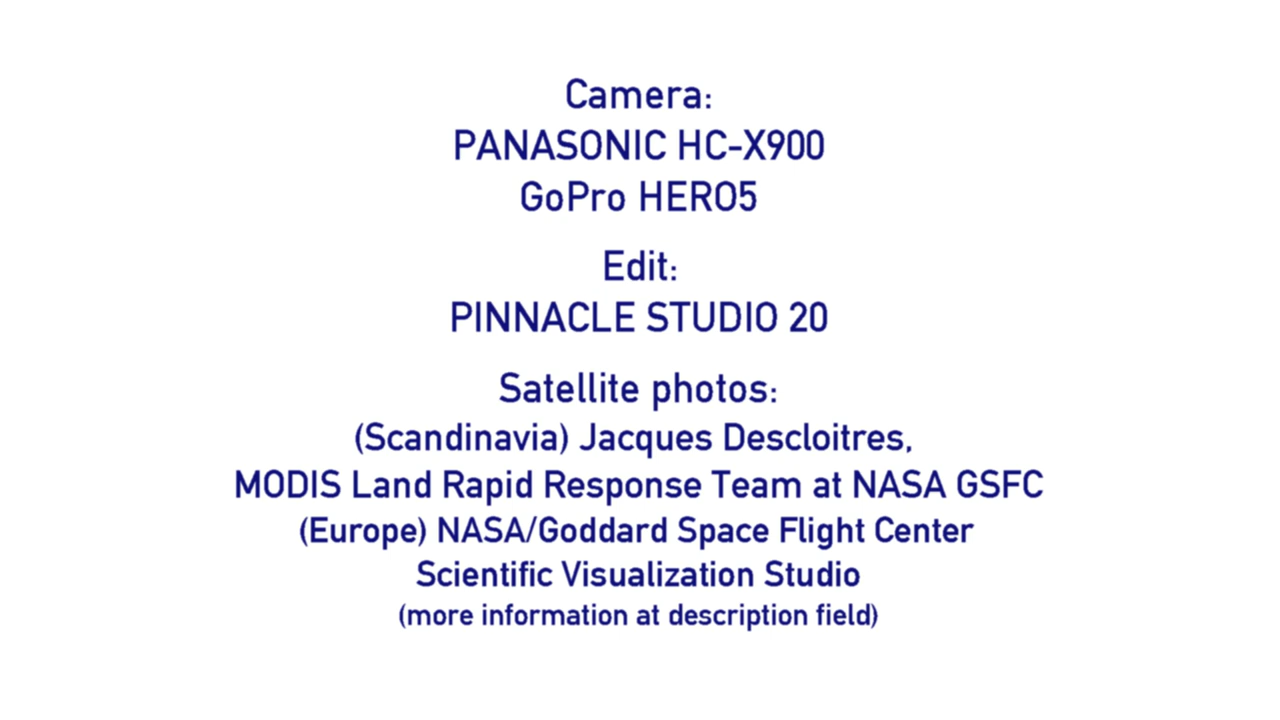 Camera:
PANASONIC HC-X900
GoPro HERO5
Edit:
PINNACLE STUDIO 20
Satellite photos:
(Scandinavia) Jacques Descloitres,
MODIS Land Rapid Response Team at NASA GSFC
(Europe) NASA/Goddard Space Flight Center
Scientific Visualization Studio
(more information at description field)